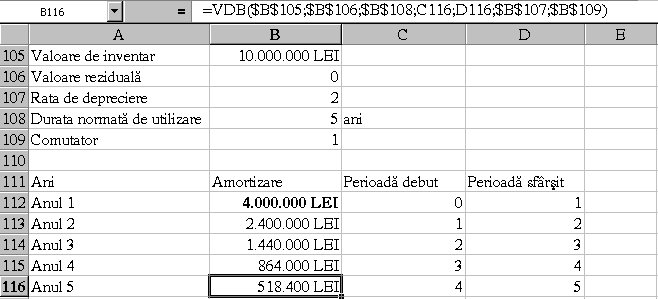 B116 = =VDB($B$105;$B$106;$B$108;C116;D116;$B$107;$B$109)
A B C D E
105 Valoare de inventar 10.000.000 LEI
106 Valoare reziduală 0
107 Rata de depreciere 2
108 Durata normată de utilizare 5 ani
109 Comutator 1
110
111 Ani Amortizare Perioadă debut Perioadă sfârşit
112 Anul 1 4.000.000 LEI 0 1
113 Anul 2 2.400.000 LEI 1 2
114 Anul 3 1.440.000 LEI 2 3
115 Anul 4 864.000 LEI 3 4
116 Anul 5 518.400 LEI 4 5